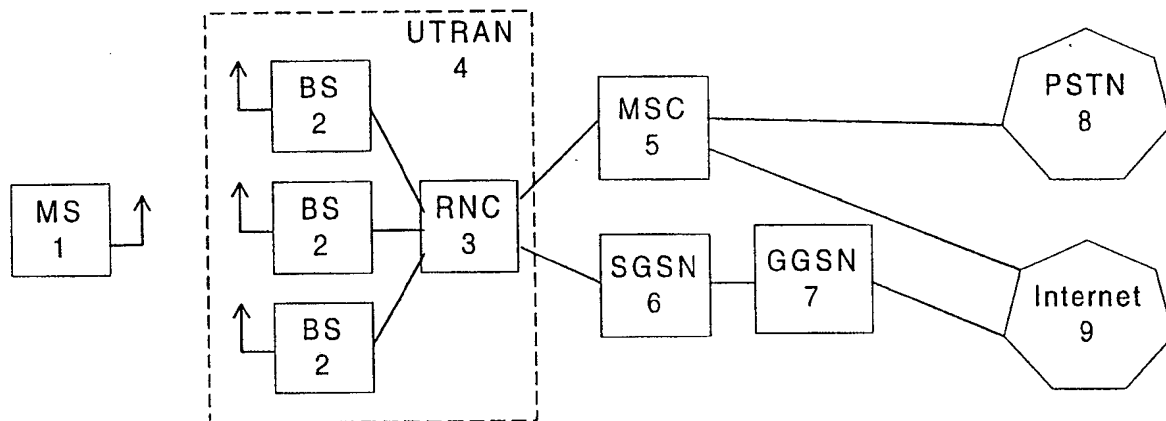 UTRAN
4
BS
2
BS
2
BS
2
MS
1
RNC
3
MSC
5
SGSN
6
GGSN
7
PSTN
8
Internet
9